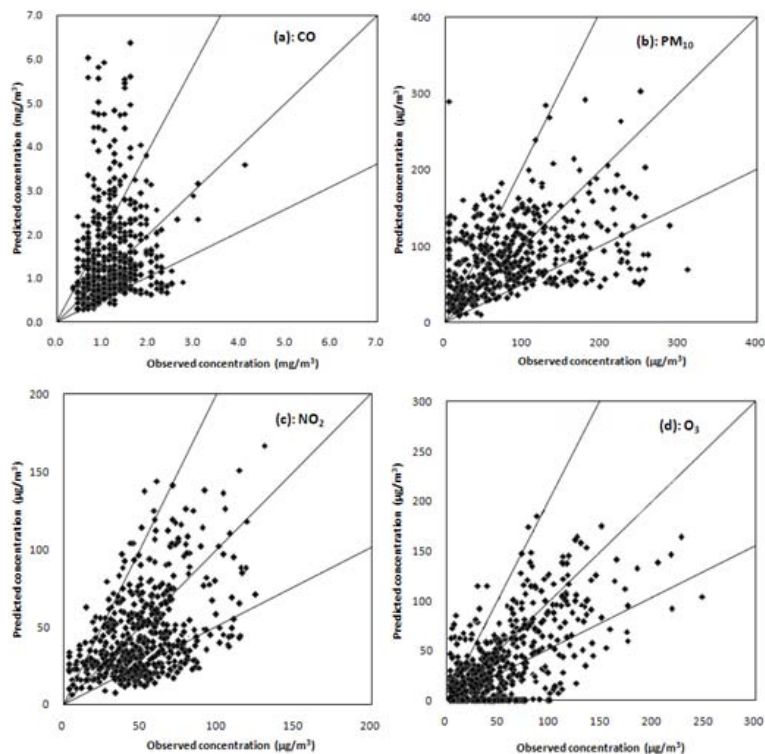 (a): CO
Predicted concentration (mg/m³)
7.0
6.0
5.0
4.0
3.0
2.0
1.0
0.0
0.0 1.0 2.0 3.0 4.0 5.0 6.0 7.0
Observed concentration (mg/m³)
(b): PM₁₀
Predicted concentration (µg/m³)
400
300
200
100
0
0 100 200 300 400
Observed concentration (µg/m³)
(c): NO₂
Predicted concentration (µg/m³)
200
150
100
50
0
0 50 100 150 200
Observed concentration (µg/m³)
(d): O₃
Predicted concentration (µg/m³)
300
250
200
150
100
50
0
0 50 100 150 200 250 300
Observed concentration (µg/m³)